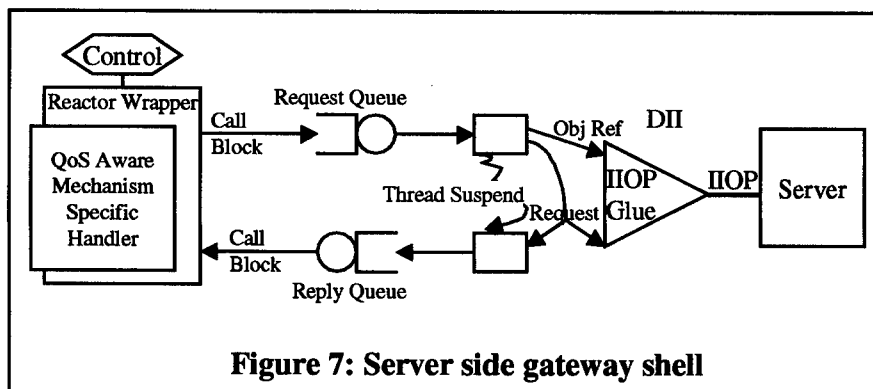 Control
Reactor Wrapper
QoS Aware
Mechanism
Specific
Handler
Call
Block
Request Queue
Obj Ref
DII
Thread Suspend
Request
IIOP
Glue
IIOP
Server
Call
Block
Reply Queue
Figure 7: Server side gateway shell